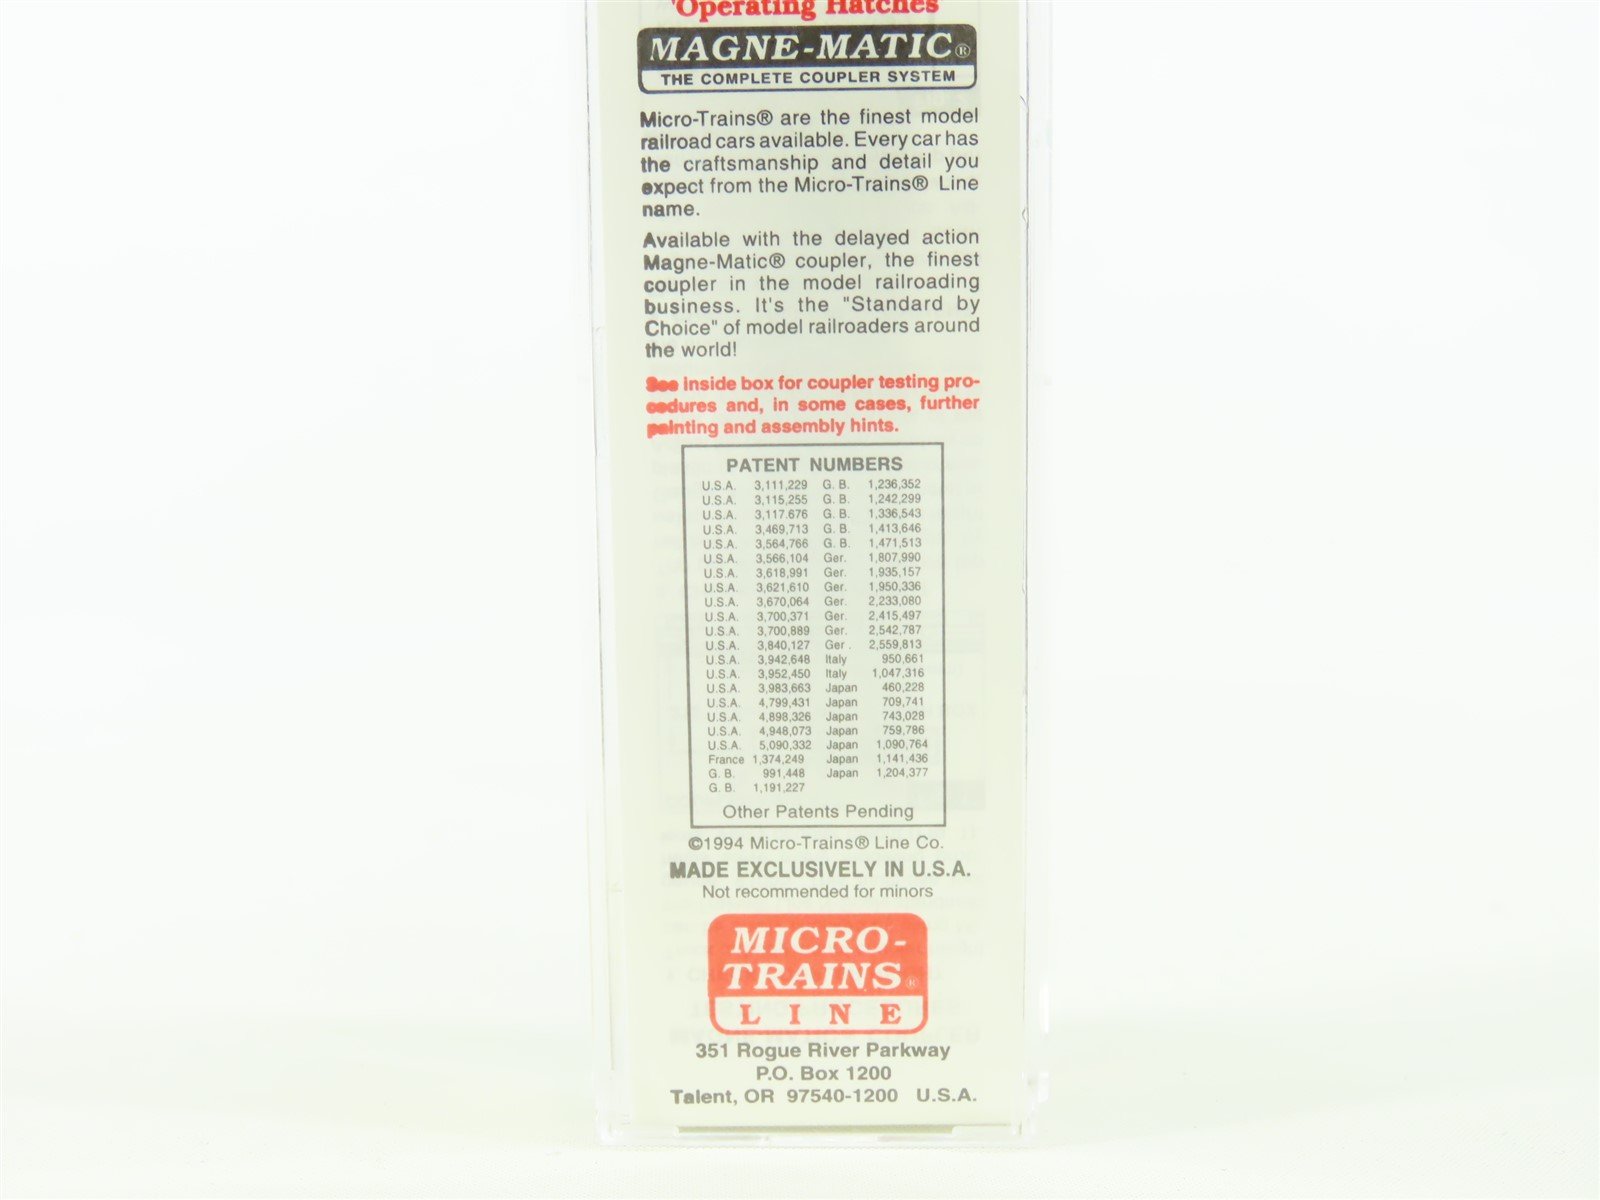 'Operating Hatches'
MAGNE-MATIC®
THE COMPLETE COUPLER SYSTEM
Micro-Trains® are the finest model
railroad cars available. Every car has
the craftsmanship and detail you
expect from the Micro-Trains® Line
name.
Available with the delayed action
Magne-Matic® coupler, the finest
coupler in the model railroading
business. It's the "Standard by
Choice" of model railroaders around
the world!
See inside box for coupler testing pro-
cedures and, in some cases, further
painting and assembly hints.
PATENT NUMBERS
U.S.A. 3,111,229 G. B. 1,236,352
U.S.A. 3,115,255 G. B. 1,242,299
U.S.A. 3,117.676 G. B. 1,336,543
U.S.A. 3,469,713 G. B. 1,413,646
U.S.A. 3,564,766 G. B. 1,471,513
U.S.A. 3,566,104 Ger. 1,807,990
U.S.A. 3,618,991 Ger. 1,935,157
U.S.A. 3,621,610 Ger. 1,950,336
U.S.A. 3,670,064 Ger. 2,233,080
U.S.A. 3,700,371 Ger. 2,415,497
U.S.A. 3,700,889 Ger. 2,542,787
U.S.A. 3,840,127 Ger . 2,559,813
U.S.A. 3,942,648 Italy 950,661
U.S.A. 3,952,450 Italy 1,047,316
U.S.A. 3,983,663 Japan 460,228
U.S.A. 4,799,431 Japan 709,741
U.S.A. 4,898,326 Japan 743,028
U.S.A. 4,948,073 Japan 759,786
U.S.A. 5,090,332 Japan 1,090,764
France 1,374,249 Japan 1,141,436
G. B. 991,448 Japan 1,204,377
G. B. 1,191,227
Other Patents Pending
©1994 Micro-Trains® Line Co.
MADE EXCLUSIVELY IN U.S.A.
Not recommended for minors
MICRO-
TRAINS®
LINE
351 Rogue River Parkway
P.O. Box 1200
Talent, OR 97540-1200 U.S.A.